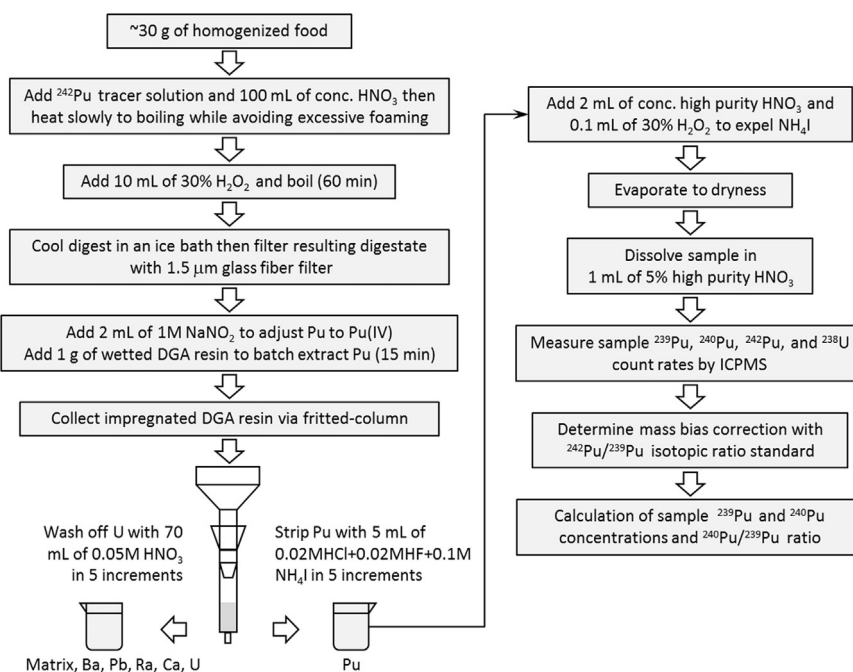 ~30 g of homogenized food
Add ²⁴²Pu tracer solution and 100 mL of conc. HNO₃ then
heat slowly to boiling while avoiding excessive foaming
Add 10 mL of 30% H₂O₂ and boil (60 min)
Cool digest in an ice bath then filter resulting digestate
with 1.5 μm glass fiber filter
Add 2 mL of 1M NaNO₂ to adjust Pu to Pu(IV)
Add 1 g of wetted DGA resin to batch extract Pu (15 min)
Collect impregnated DGA resin via fritted-column
Wash off U with 70
mL of 0.05M HNO₃
in 5 increments
Strip Pu with 5 mL of
0.02MHCl+0.02MHF+0.1M
NH₄I in 5 increments
Matrix, Ba, Pb, Ra, Ca, U
Pu
Add 2 mL of conc. high purity HNO₃ and
0.1 mL of 30% H₂O₂ to expel NH₄I
Evaporate to dryness
Dissolve sample in
1 mL of 5% high purity HNO₃
Measure sample ²³⁹Pu, ²⁴⁰Pu, ²⁴²Pu, and ²³⁸U
count rates by ICPMS
Determine mass bias correction with
²⁴²Pu/²³⁹Pu isotopic ratio standard
Calculation of sample ²³⁹Pu and ²⁴⁰Pu
concentrations and ²⁴⁰Pu/²³⁹Pu ratio